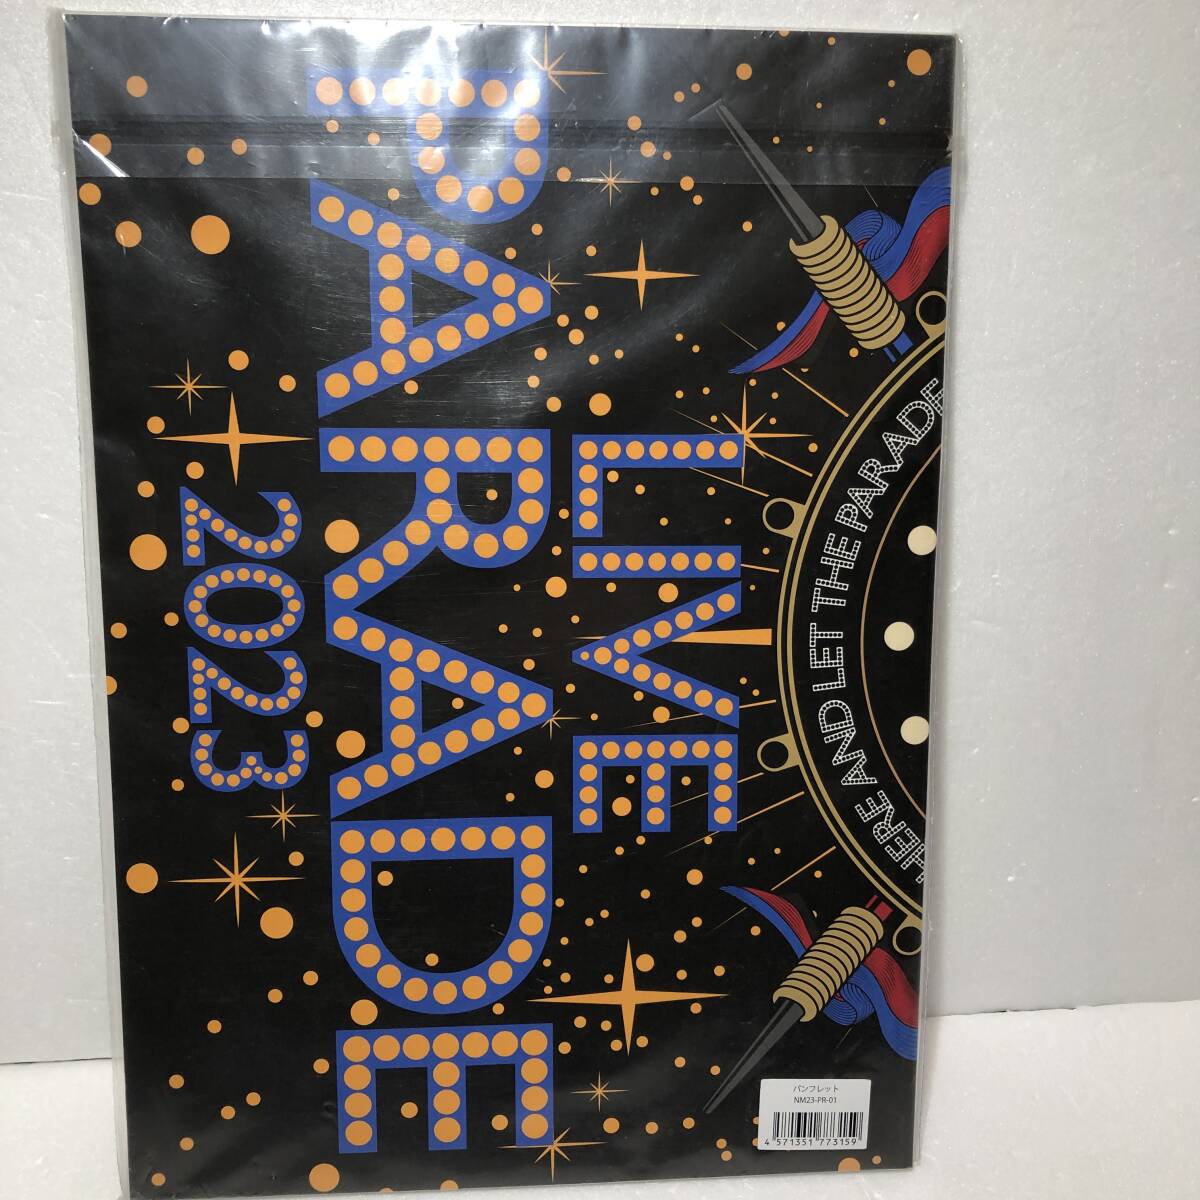 LIVE
PARADE
2023
HERE AND LET THE PARADE
パンフレット
NM23-PR-01
4 571351 773159